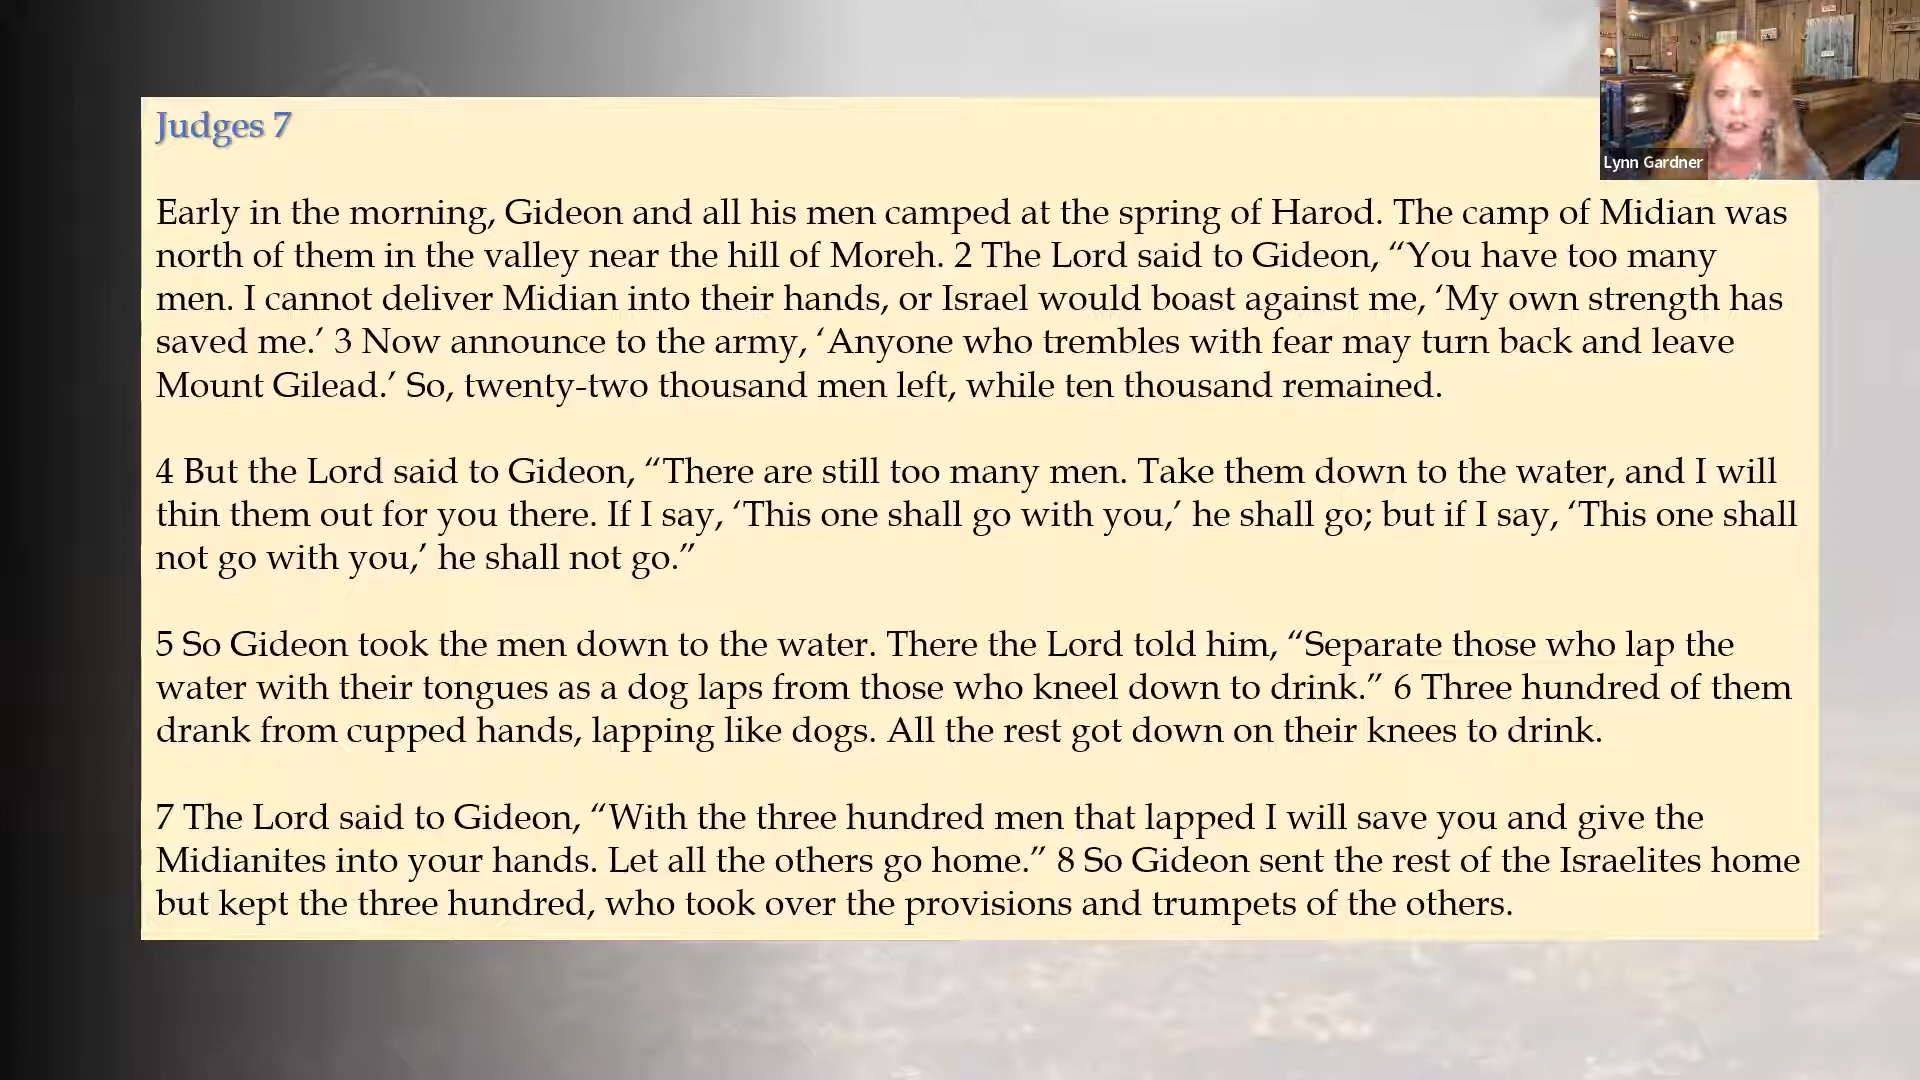 Judges 7
Early in the morning, Gideon and all his men camped at the spring of Harod. The camp of Midian was
north of them in the valley near the hill of Moreh. 2 The Lord said to Gideon, “You have too many
men. I cannot deliver Midian into their hands, or Israel would boast against me, ‘My own strength has
saved me.’ 3 Now announce to the army, ‘Anyone who trembles with fear may turn back and leave
Mount Gilead.’ So, twenty-two thousand men left, while ten thousand remained.
4 But the Lord said to Gideon, “There are still too many men. Take them down to the water, and I will
thin them out for you there. If I say, ‘This one shall go with you,’ he shall go; but if I say, ‘This one shall
not go with you,’ he shall not go.”
5 So Gideon took the men down to the water. There the Lord told him, “Separate those who lap the
water with their tongues as a dog laps from those who kneel down to drink.” 6 Three hundred of them
drank from cupped hands, lapping like dogs. All the rest got down on their knees to drink.
7 The Lord said to Gideon, “With the three hundred men that lapped I will save you and give the
Midianites into your hands. Let all the others go home.” 8 So Gideon sent the rest of the Israelites home
but kept the three hundred, who took over the provisions and trumpets of the others.
Lynn Gardner